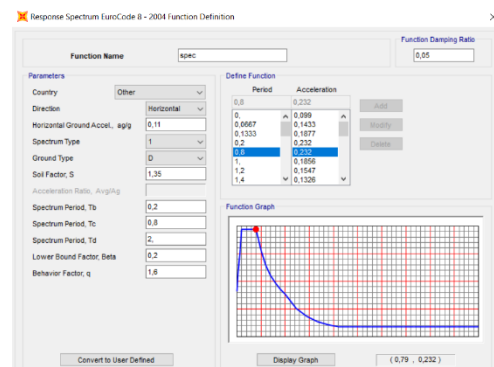 Response Spectrum EuroCode 8 - 2004 Function Definition
Function Damping Ratio
Function Name
spec
0,05
Parameters
Country
Other
Direction
Horizontal
Horizontal Ground Accel., ag/g
0,11
Spectrum Type
1
Ground Type
D
Soil Factor, S
1,35
Acceleration Ratio, Avg/Ag
Spectrum Period, Tb
0,2
Spectrum Period, Tc
0,8
Spectrum Period, Td
2,
Lower Bound Factor, Beta
0,2
Behavior Factor, q
1,6
Convert to User Defined
Define Function
Period Acceleration
0,8 0,232
Add
Modify
Delete
0, 0,099
0,6667 0,1433
0,1333 0,1877
0,2 0,232
0,8 0,232
1, 0,1856
1,2 0,1547
1,4 0,1326
Function Graph
Display Graph
(0,79 , 0,232 )